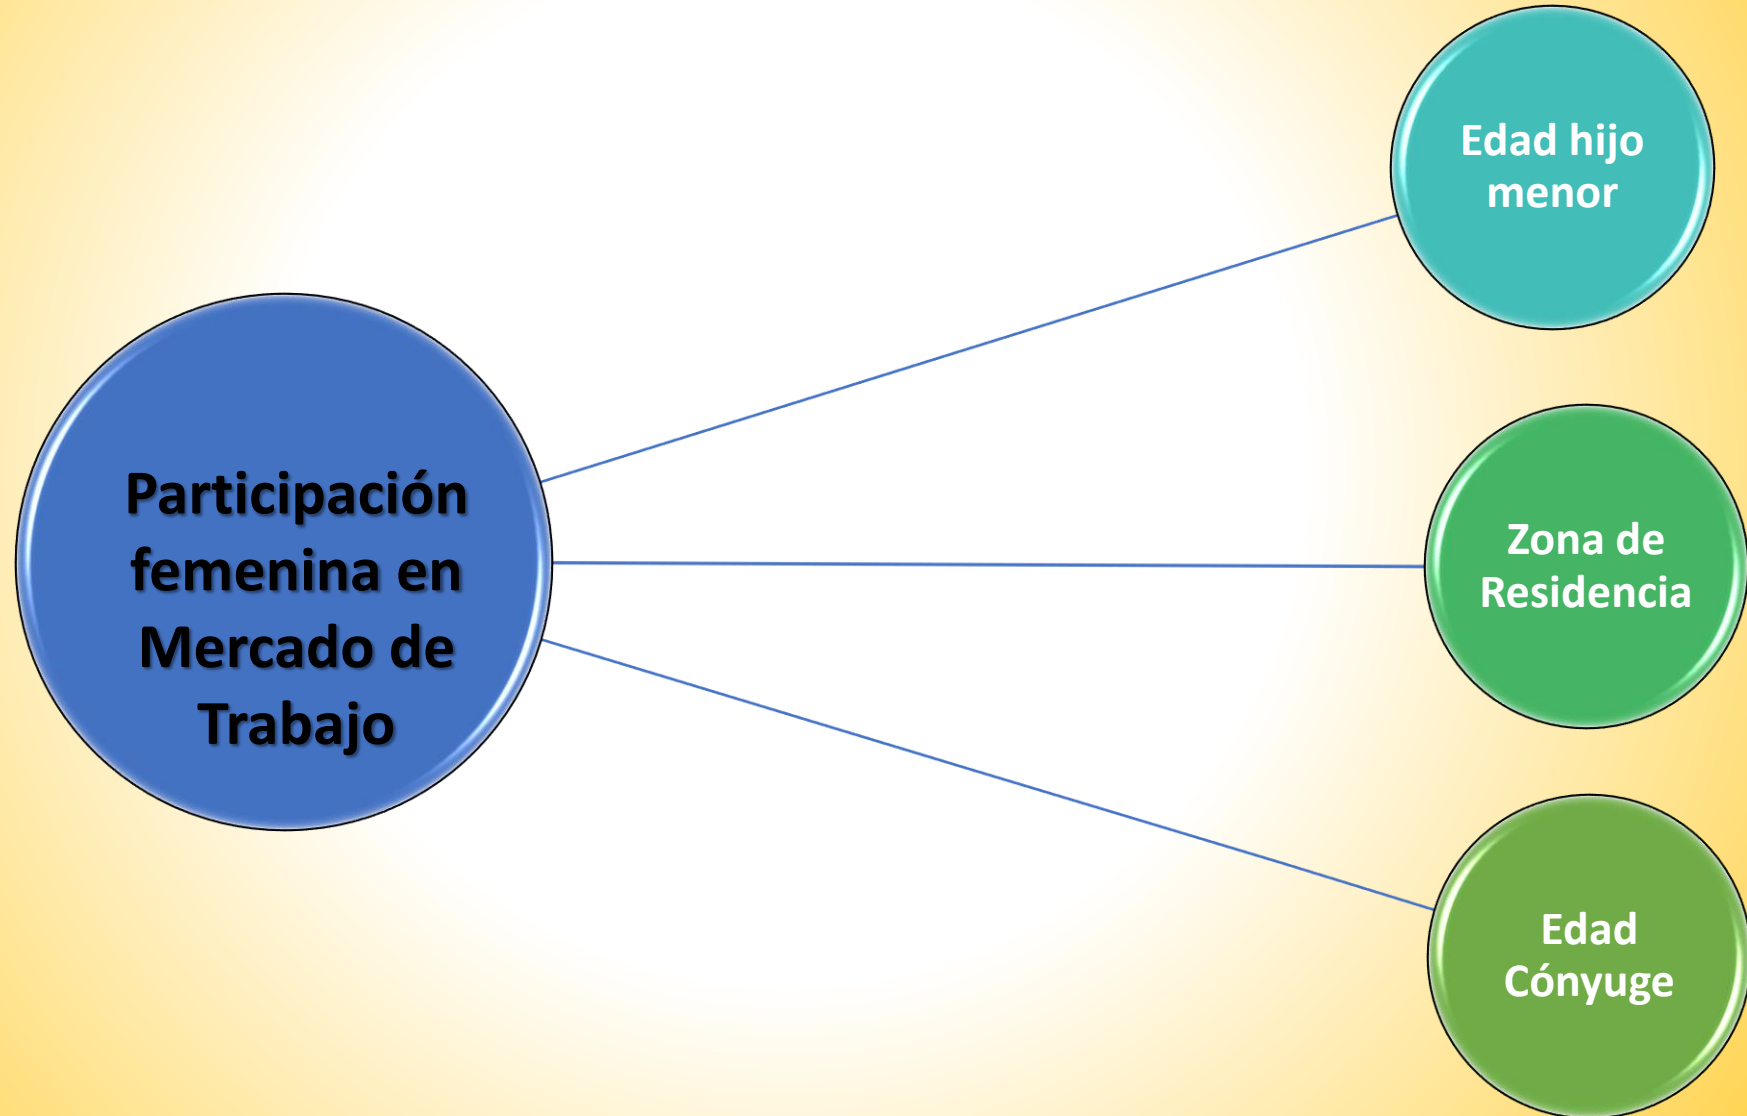 Edad hijo
menor
Participación
femenina en
Mercado de
Trabajo
Zona de
Residencia
Edad
Cónyuge